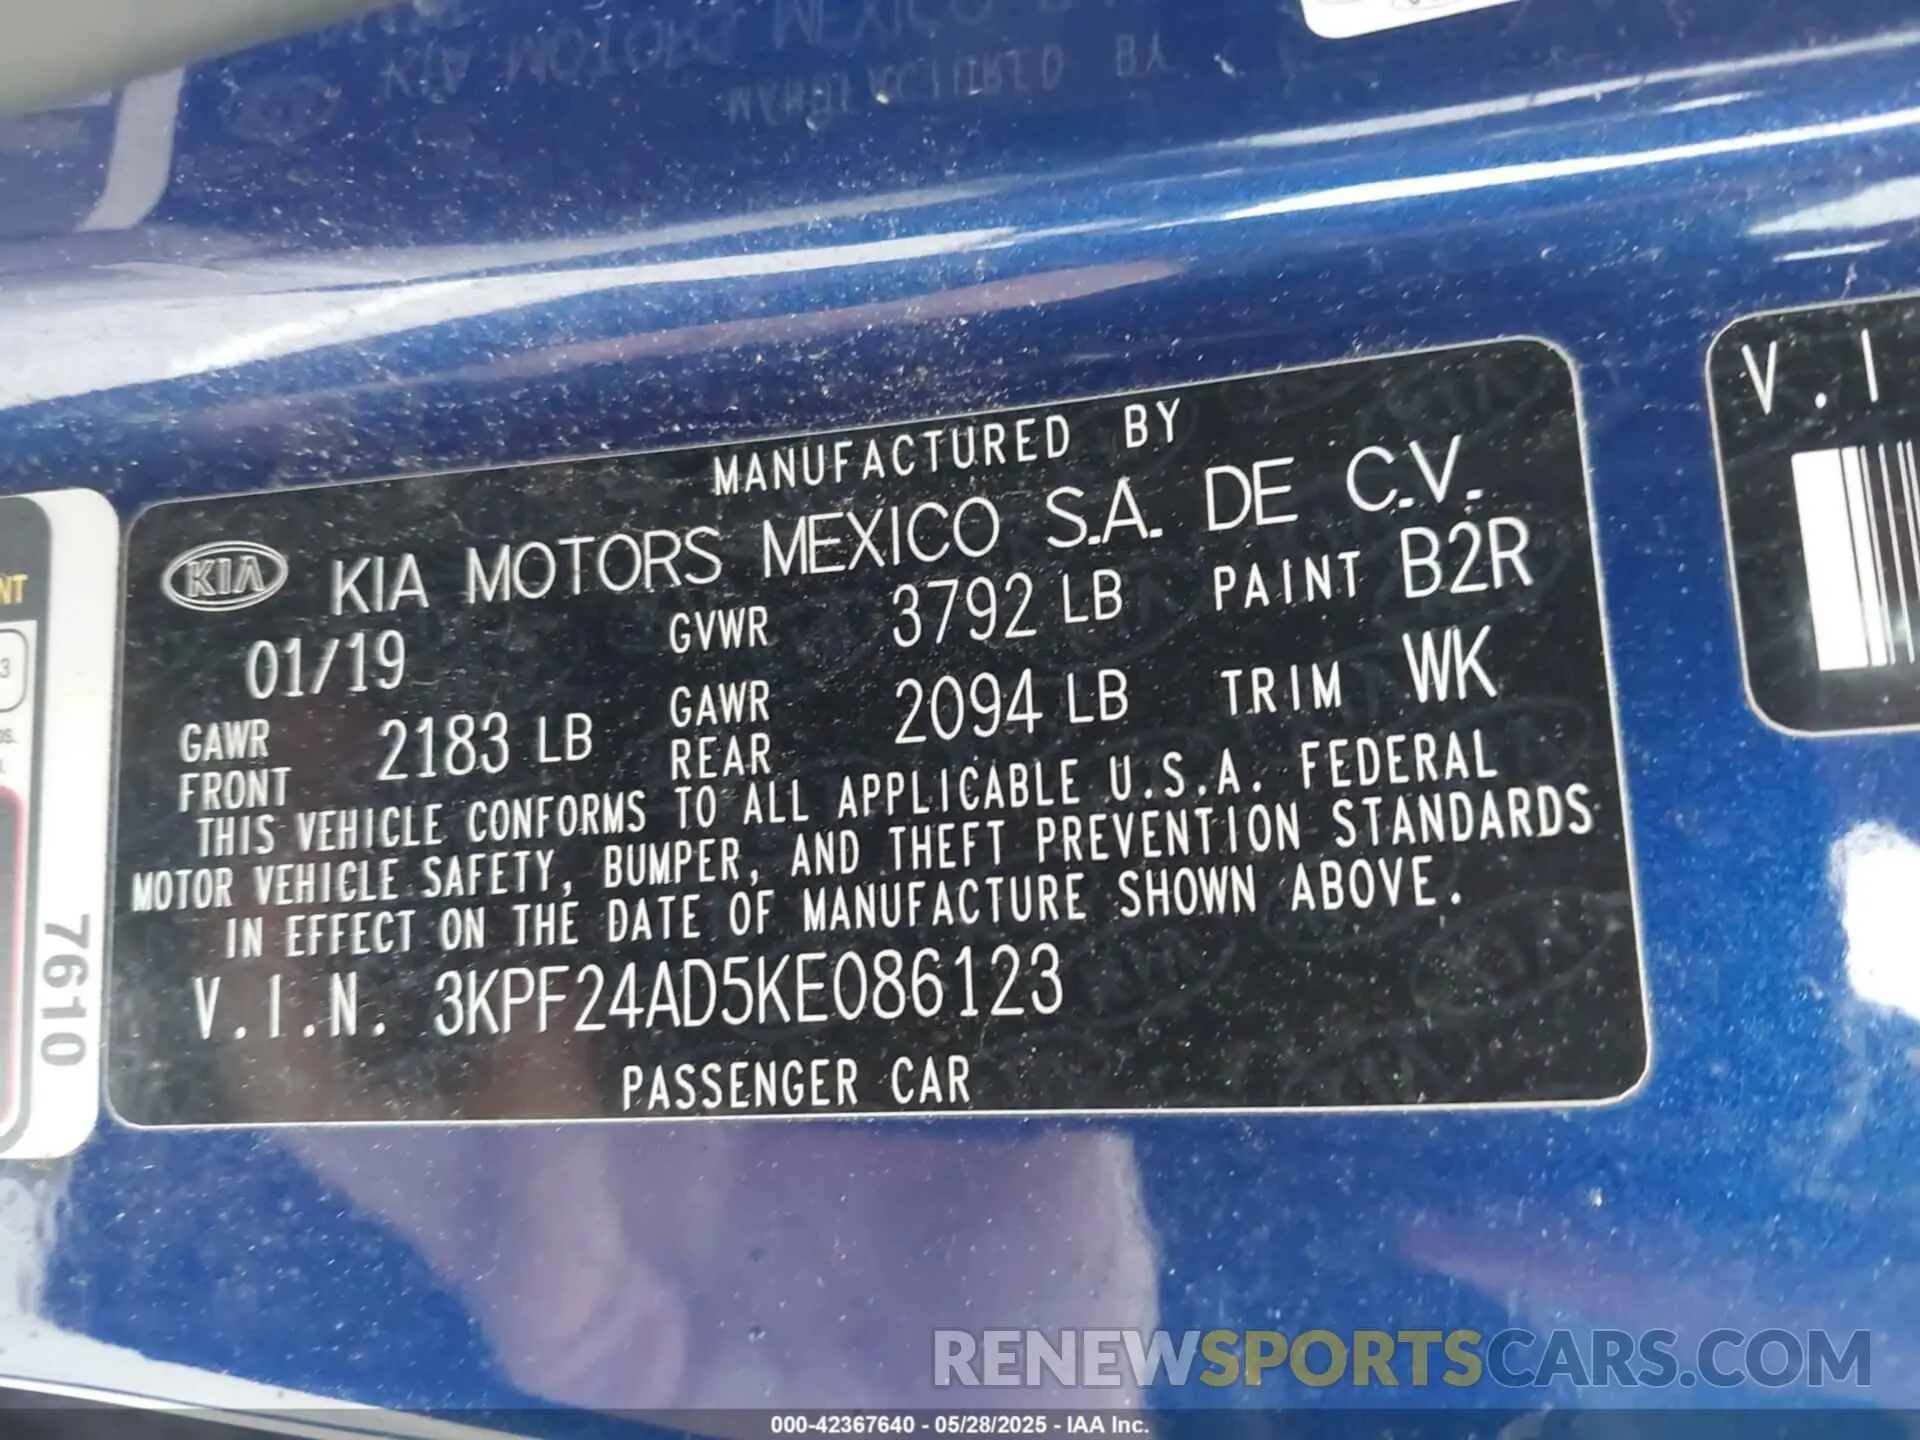 MANUFACTURED BY
KIA KIA MOTORS MEXICO S.A. DE C.V.
01/19 GVWR 3792 LB PAINT B2R
GAWR FRONT 2183 LB GAWR REAR 2094 LB TRIM WK
THIS VEHICLE CONFORMS TO ALL APPLICABLE U.S.A. FEDERAL
MOTOR VEHICLE SAFETY, BUMPER, AND THEFT PREVENTION STANDARDS
IN EFFECT ON THE DATE OF MANUFACTURE SHOWN ABOVE.
V.I.N. 3KPF24AD5KE086123
PASSENGER CAR
7610
V.I
RENEWSPORTSCARS.COM
000-42367640 - 05/28/2025 - IAA Inc.